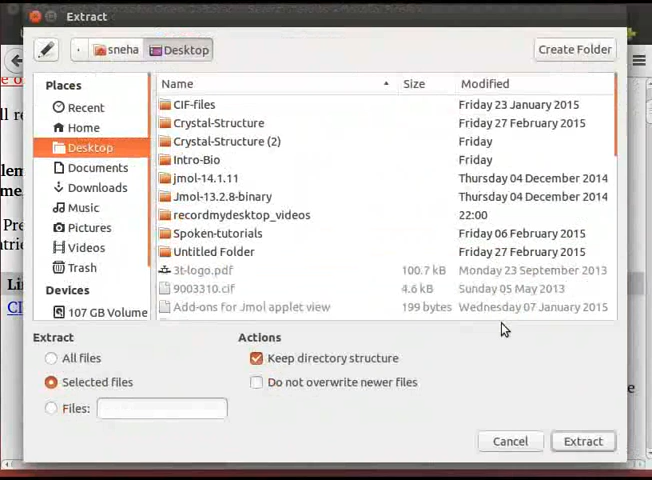 Extract
sneha
Desktop
Create Folder
Places
Name
Size
Modified
Recent
CIF-files
Friday 23 January 2015
Home
Crystal-Structure
Friday 27 February 2015
Desktop
Crystal-Structure (2)
Friday
Documents
Intro-Bio
Friday
Downloads
jmol-14.1.11
Thursday 04 December 2014
Music
Jmol-13.2.8-binary
Thursday 04 December 2014
Pictures
recordmydesktop_videos
22:00
Videos
Spoken-tutorials
Friday 06 February 2015
Trash
Untitled Folder
Friday 27 February 2015
Devices
3t-logo.pdf
100.7 kB
Monday 23 September 2013
107 GB Volume
9003310.cif
4.6 kB
Sunday 05 May 2013
Add-ons for Jmol applet view
199 bytes
Wednesday 07 January 2015
Extract
Actions
All files
Keep directory structure
Selected files
Do not overwrite newer files
Files:
Cancel
Extract